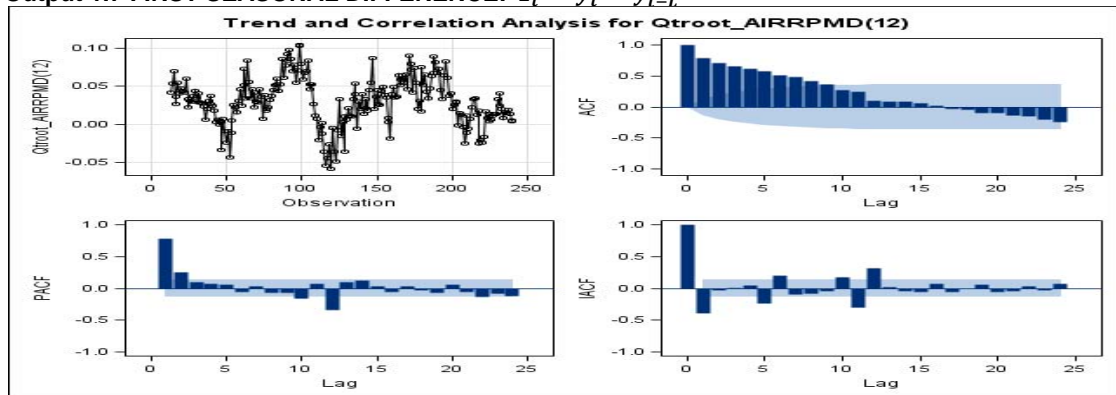 Trend and Correlation Analysis for Qtroot_AIRRPMD(12)
Qtroot_AIRRPMD(12)
0.10
0.05
0.00
-0.05
0 50 100 150 200 250
Observation
ACF
1.0
0.5
0.0
-0.5
-1.0
0 5 10 15 20 25
Lag
PACF
1.0
0.5
0.0
-0.5
-1.0
0 5 10 15 20 25
Lag
IACF
1.0
0.5
0.0
-0.5
-1.0
0 5 10 15 20 25
Lag